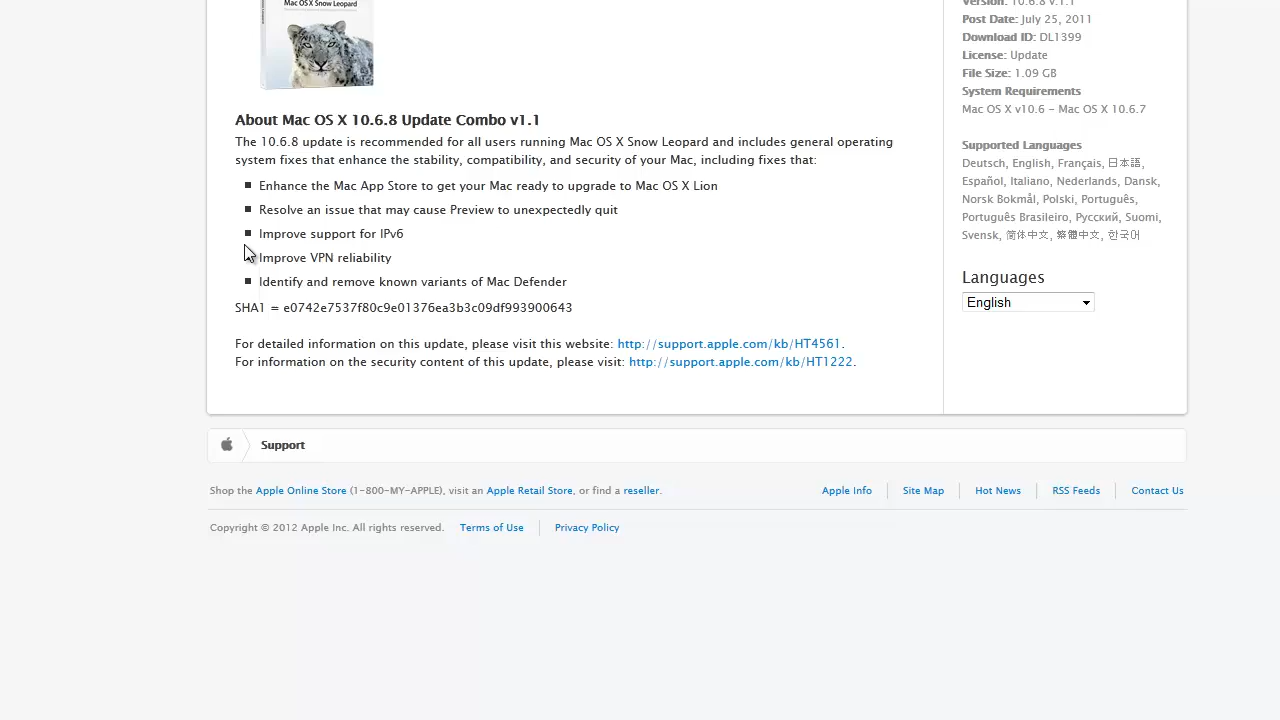 Mac OS X Snow Leopard
About Mac OS X 10.6.8 Update Combo v1.1
The 10.6.8 update is recommended for all users running Mac OS X Snow Leopard and includes general operating
system fixes that enhance the stability, compatibility, and security of your Mac, including fixes that:
Enhance the Mac App Store to get your Mac ready to upgrade to Mac OS X Lion
Resolve an issue that may cause Preview to unexpectedly quit
Improve support for IPv6
Improve VPN reliability
Identify and remove known variants of Mac Defender
SHA1 = e0742e7537f80c9e01376ea3b3c09df993900643
For detailed information on this update, please visit this website: http://support.apple.com/kb/HT4561.
For information on the security content of this update, please visit: http://support.apple.com/kb/HT1222.
Version: 10.6.8 v.1.1
Post Date: July 25, 2011
Download ID: DL1399
License: Update
File Size: 1.09 GB
System Requirements
Mac OS X v10.6 - Mac OS X 10.6.7
Supported Languages
Deutsch, English, Français, 日本語,
Español, Italiano, Nederlands, Dansk,
Norsk Bokmål, Polski, Português,
Português Brasileiro, Русский, Suomi,
Svensk, 简体中文, 繁體中文, 한국어
Languages
English
Support
Shop the Apple Online Store (1-800-MY-APPLE), visit an Apple Retail Store, or find a reseller.
Apple Info
Site Map
Hot News
RSS Feeds
Contact Us
Copyright © 2012 Apple Inc. All rights reserved.
Terms of Use
Privacy Policy